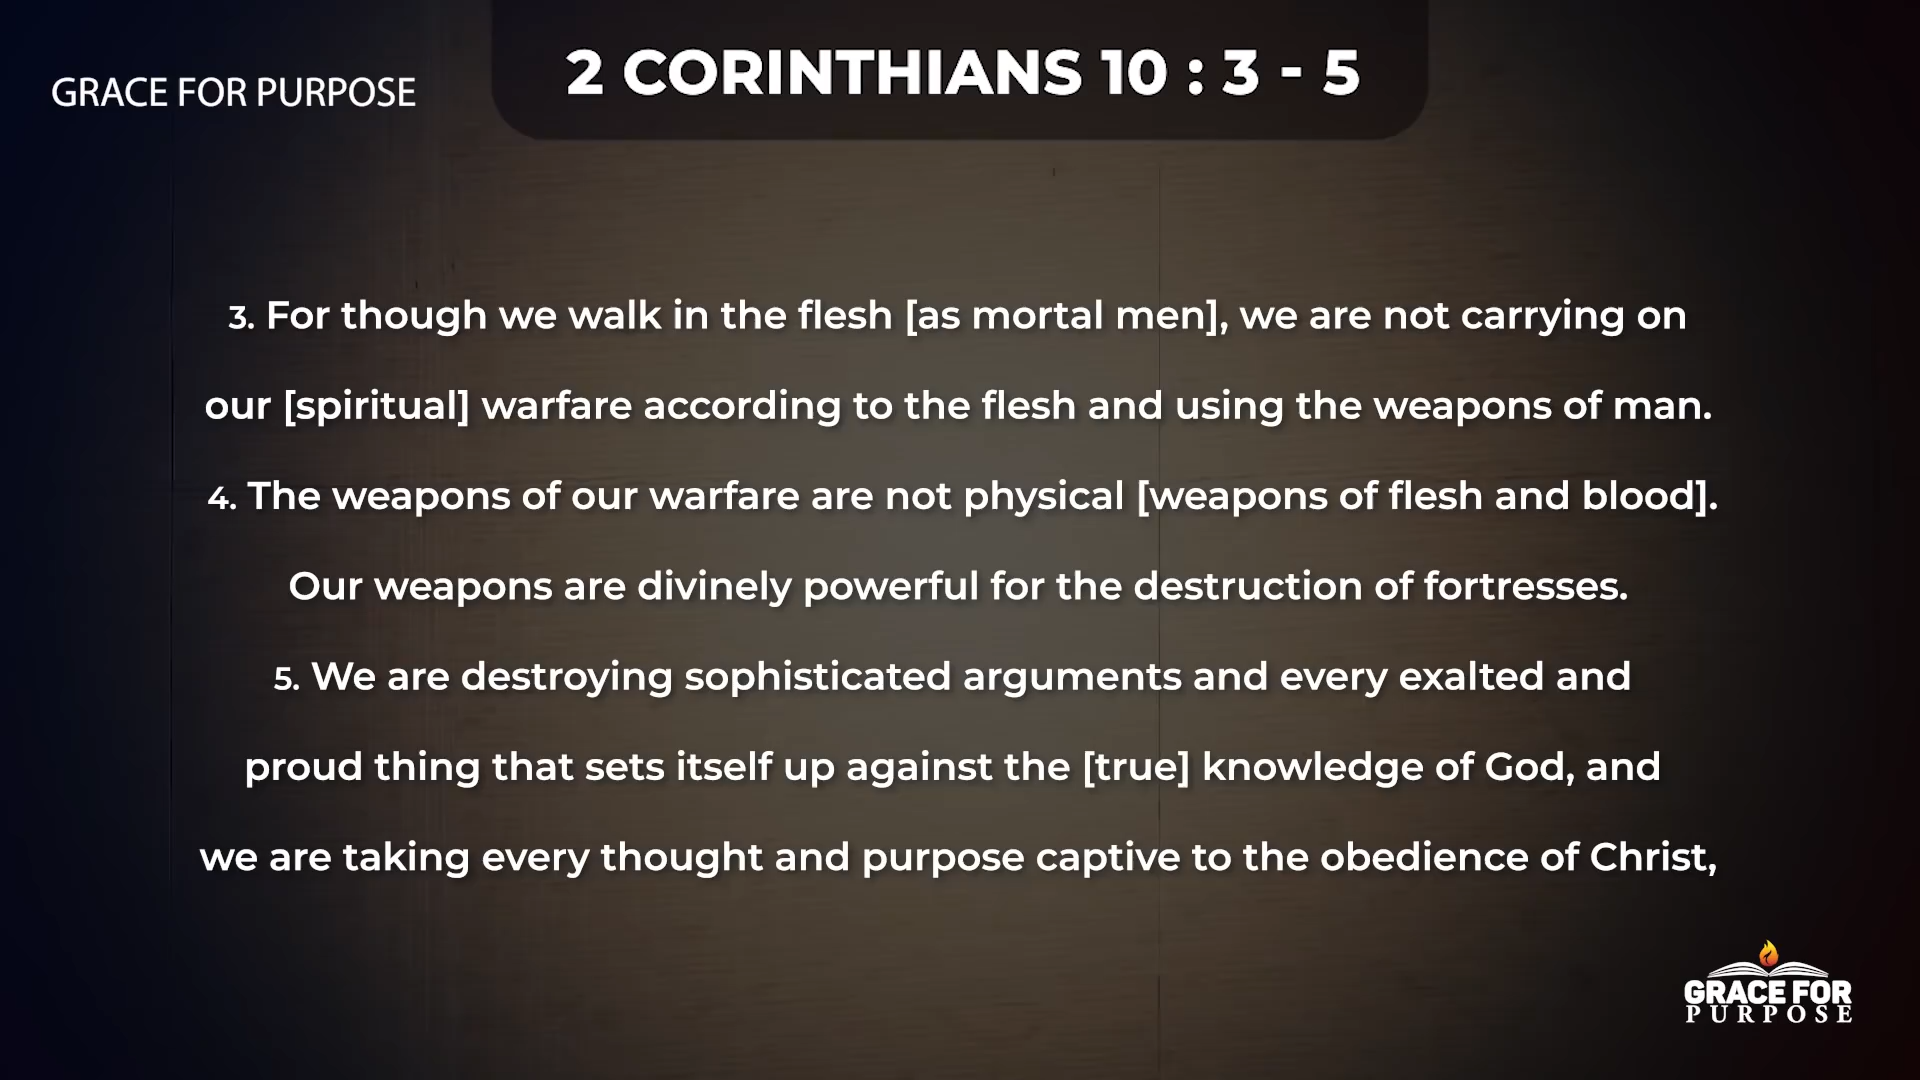 GRACE FOR PURPOSE
2 CORINTHIANS 10 : 3 - 5
3. For though we walk in the flesh [as mortal men], we are not carrying on
our [spiritual] warfare according to the flesh and using the weapons of man.
4. The weapons of our warfare are not physical [weapons of flesh and blood].
Our weapons are divinely powerful for the destruction of fortresses.
5. We are destroying sophisticated arguments and every exalted and
proud thing that sets itself up against the [true] knowledge of God, and
we are taking every thought and purpose captive to the obedience of Christ,
GRACE FOR
PURPOSE